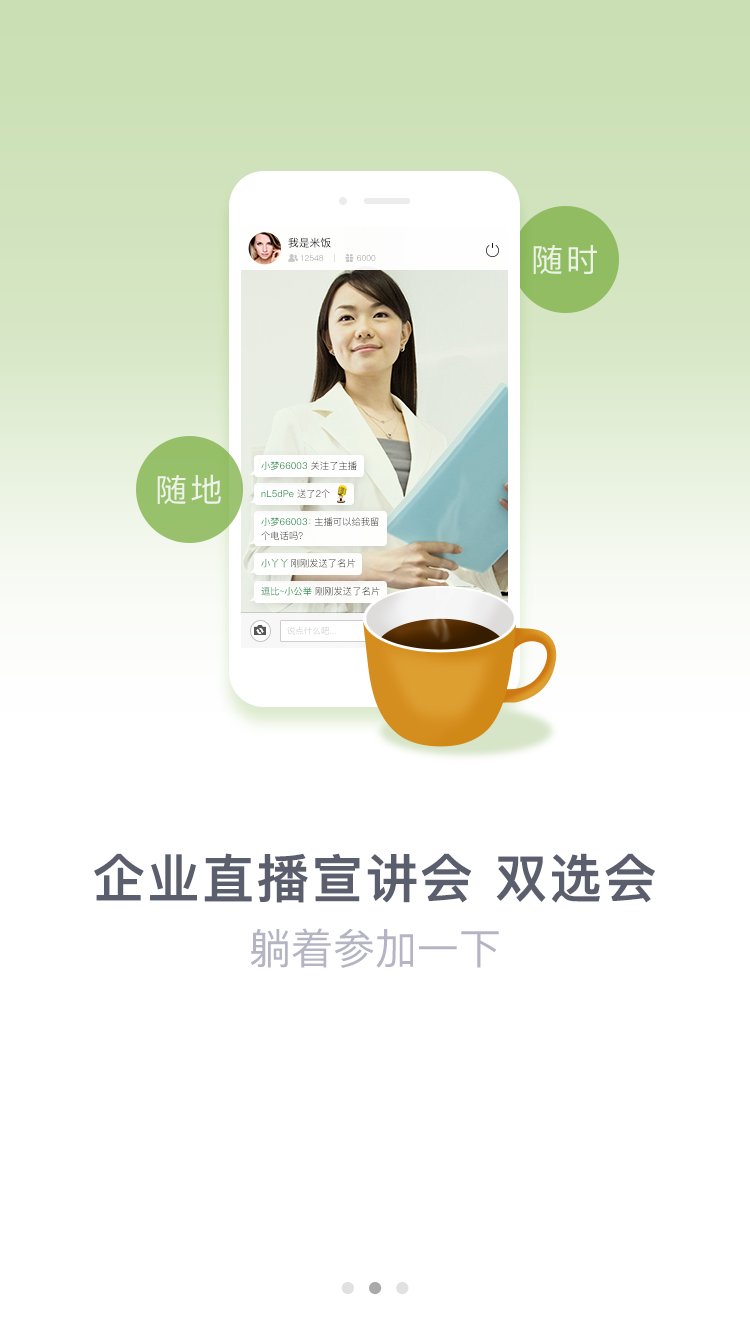 我是米饭
12548 | 6000
随时
随地
小梦66003 关注了主播
nL5dPe 送了2个
小梦66003: 主播可以给我留
个电话吗?
小丫丫 刚刚发送了名片
逗比~小公举 刚刚发送了名片
说点什么吧...
企业直播宣讲会 双选会
躺着参加一下